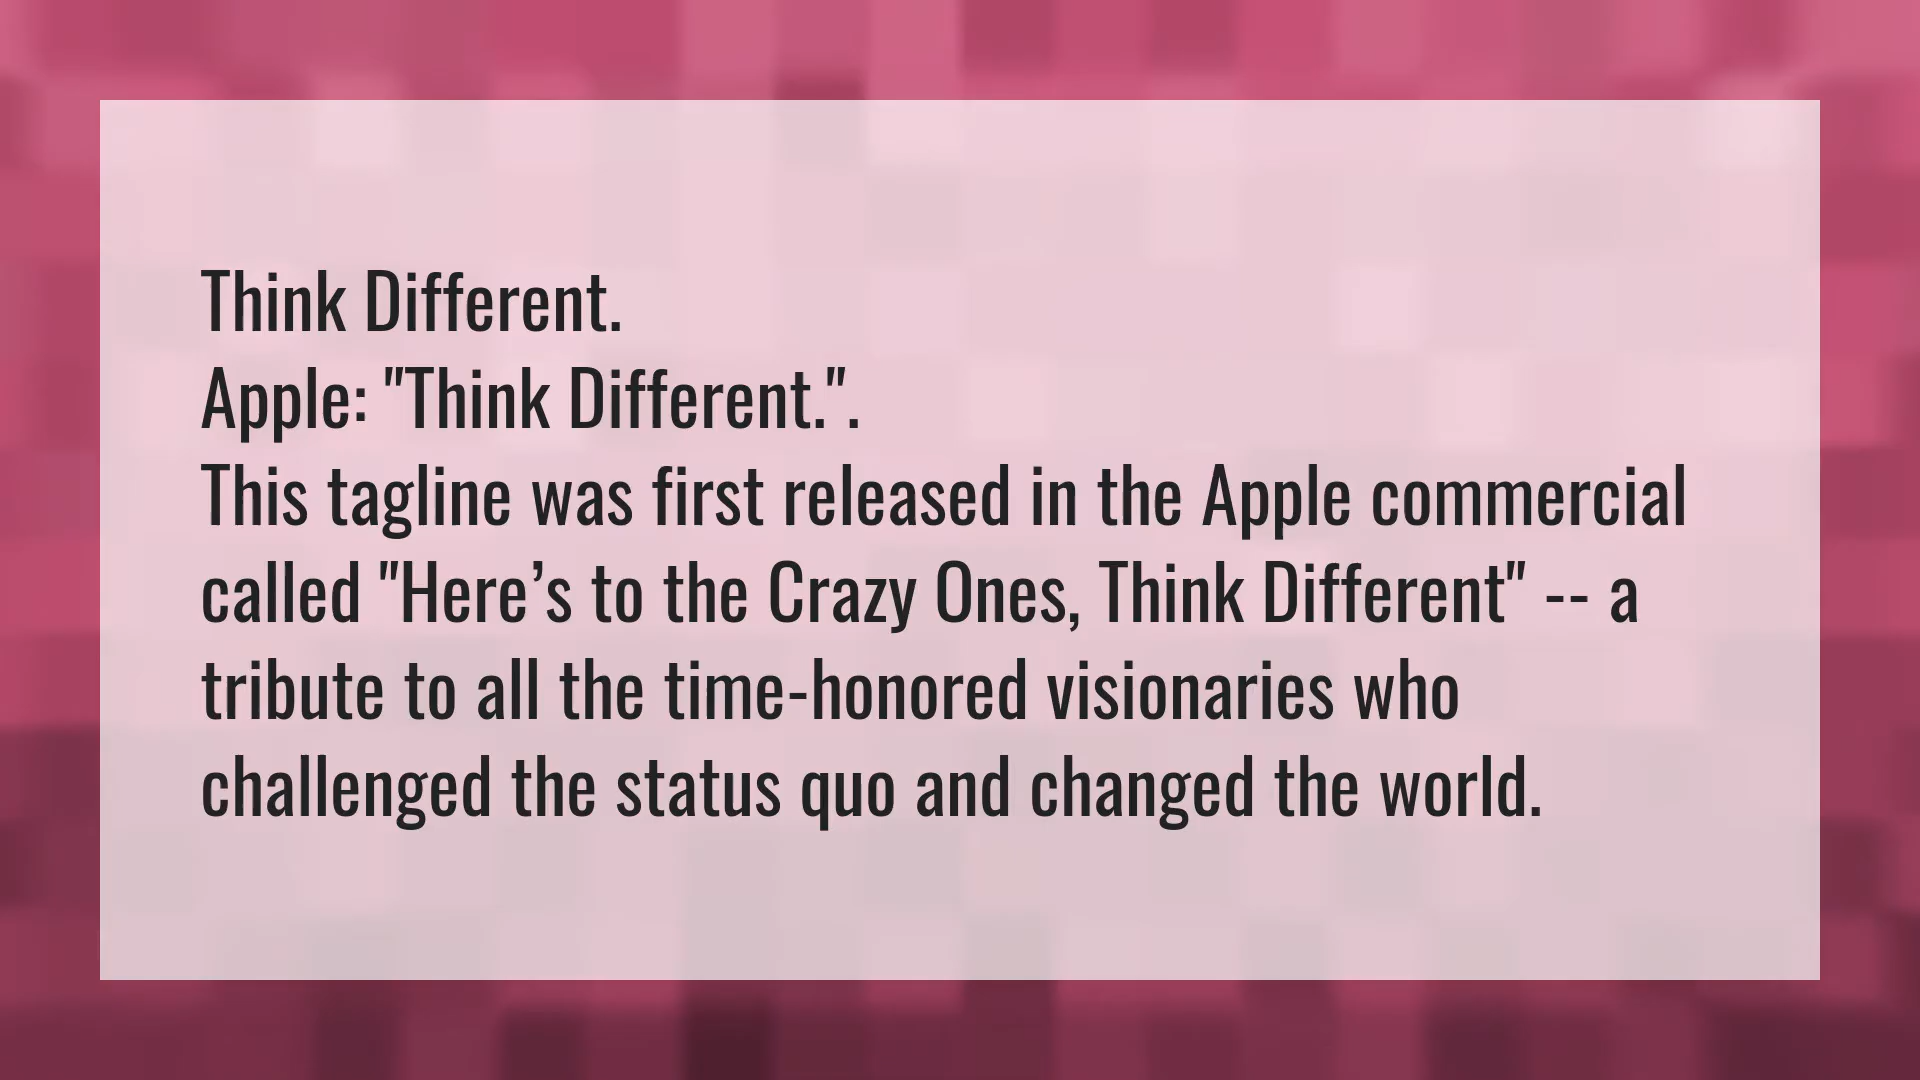 Think Different.
Apple: "Think Different.".
This tagline was first released in the Apple commercial
called "Here’s to the Crazy Ones, Think Different" -- a
tribute to all the time-honored visionaries who
challenged the status quo and changed the world.